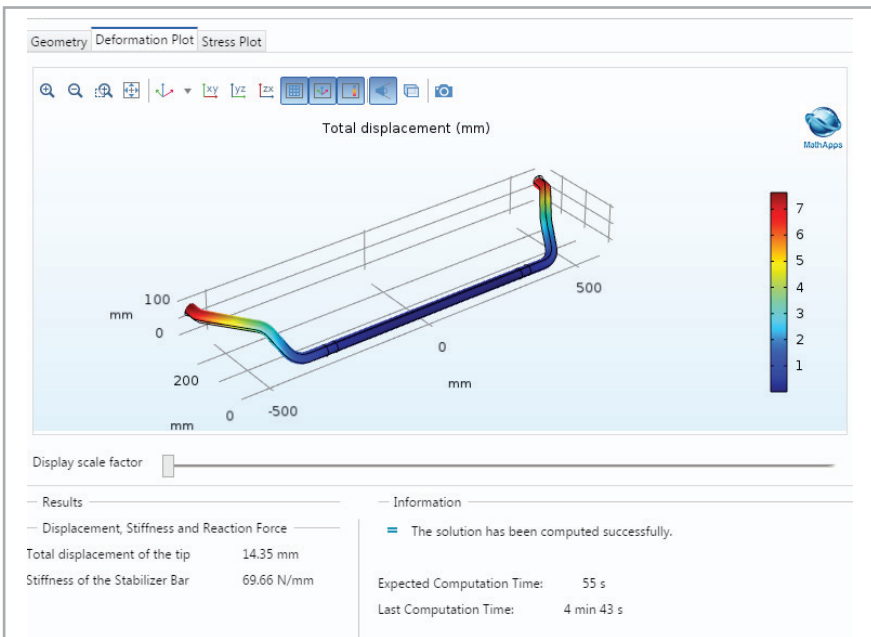 Geometry Deformation Plot Stress Plot
xy yz zx
Total displacement (mm)
MathApps
7
6
5
4
3
2
1
mm
100
0
500
0
200
mm
0
-500
mm
Display scale factor
Results
Displacement, Stiffness and Reaction Force
Total displacement of the tip 14.35 mm
Stiffness of the Stabilizer Bar 69.66 N/mm
Information
The solution has been computed successfully.
Expected Computation Time: 55 s
Last Computation Time: 4 min 43 s